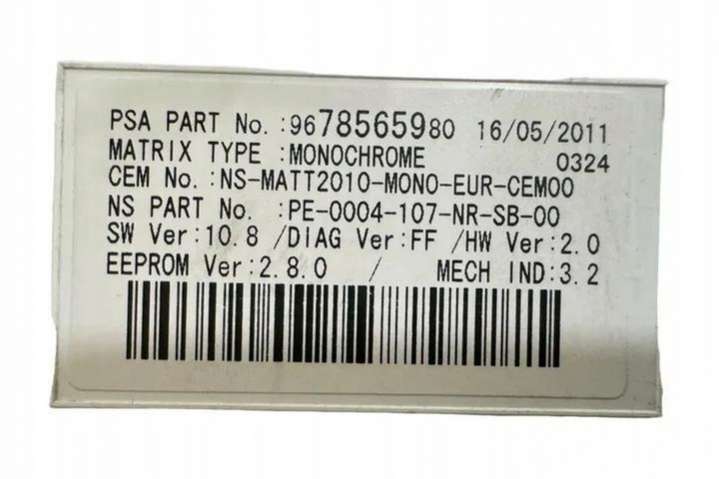 PSA PART No.:9678565980 16/05/2011
MATRIX TYPE :MONOCHROME 0324
CEM No.:NS-MATT2010-MONO-EUR-CEM00
NS PART No. :PE-0004-107-NR-SB-00
SW Ver:10.8 /DIAG Ver:FF /HW Ver:2.0
EEPROM Ver:2.8.0 / MECH IND:3.2